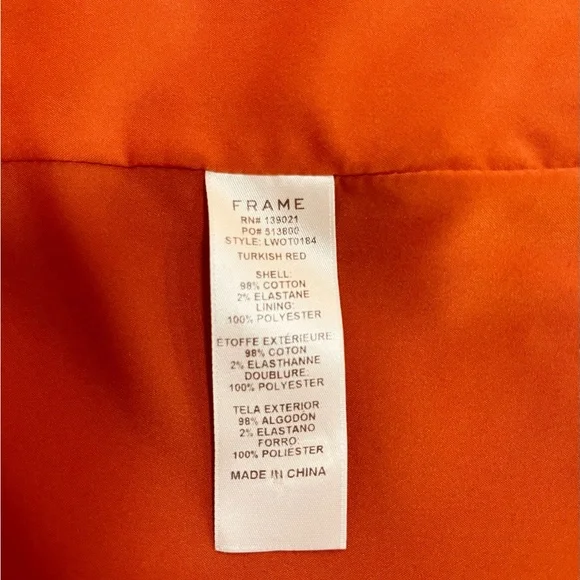 FRAME
RN# 139021
PO# 513800
STYLE: LWOT0184
TURKISH RED
SHELL:
98% COTTON
2% ELASTANE
LINING:
100% POLYESTER
ÉTOFFE EXTÉRIEURE
98% COTON
2% ELASTHANNE
DOUBLURE:
100% POLYESTER
TELA EXTERIOR
98% ALGODÓN
2% ELASTANO
FORRO:
100% POLIESTER
MADE IN CHINA